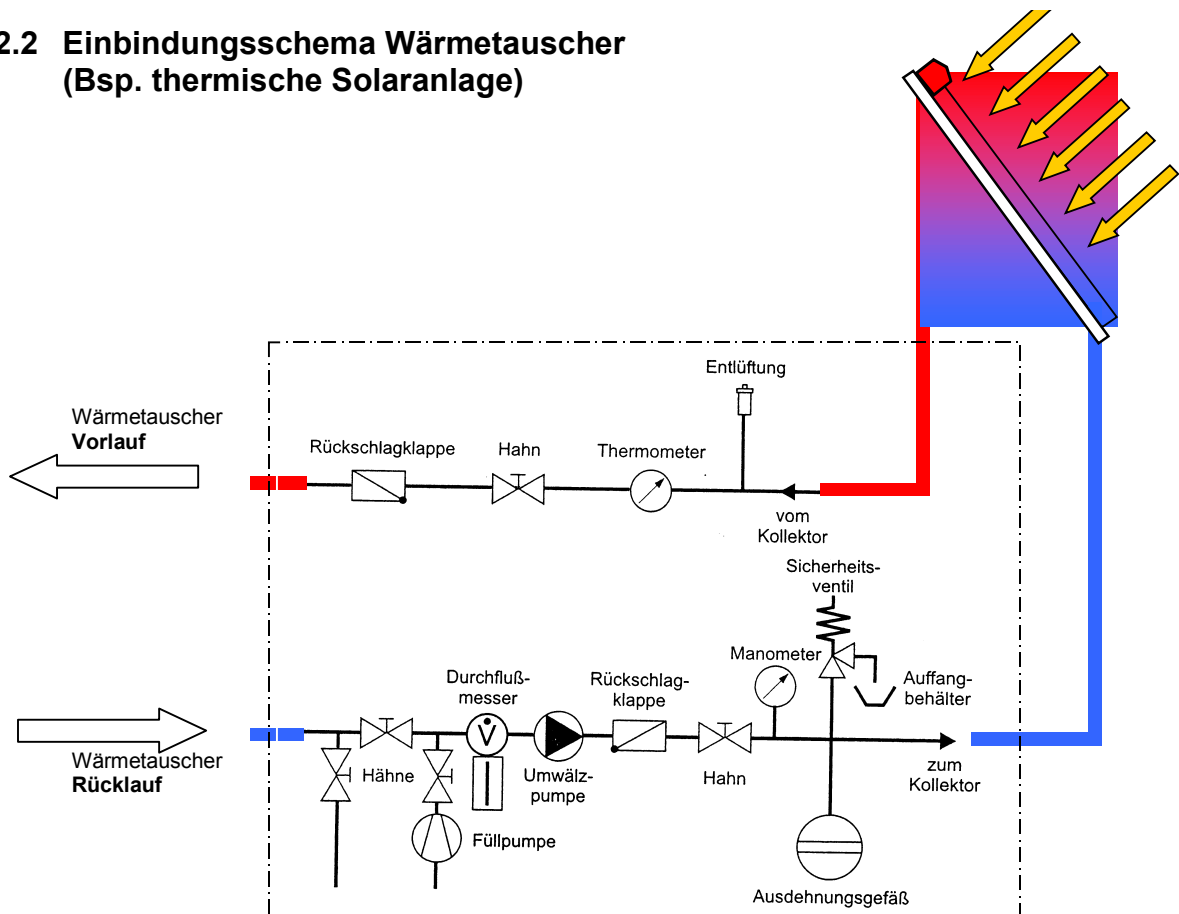 2.2 Einbindungsschema Wärmetauscher
(Bsp. thermische Solaranlage)
Entlüftung
Wärmetauscher
Vorlauf
Rückschlagklappe
Hahn
Thermometer
vom
Kollektor
Sicherheits-
ventil
Manometer
Durchfluß-
messer
Rückschlag-
klappe
Auffang-
behälter
V̇
Wärmetauscher
Rücklauf
Hähne
Umwälz-
pumpe
Hahn
zum
Kollektor
Füllpumpe
Ausdehnungsgefäß